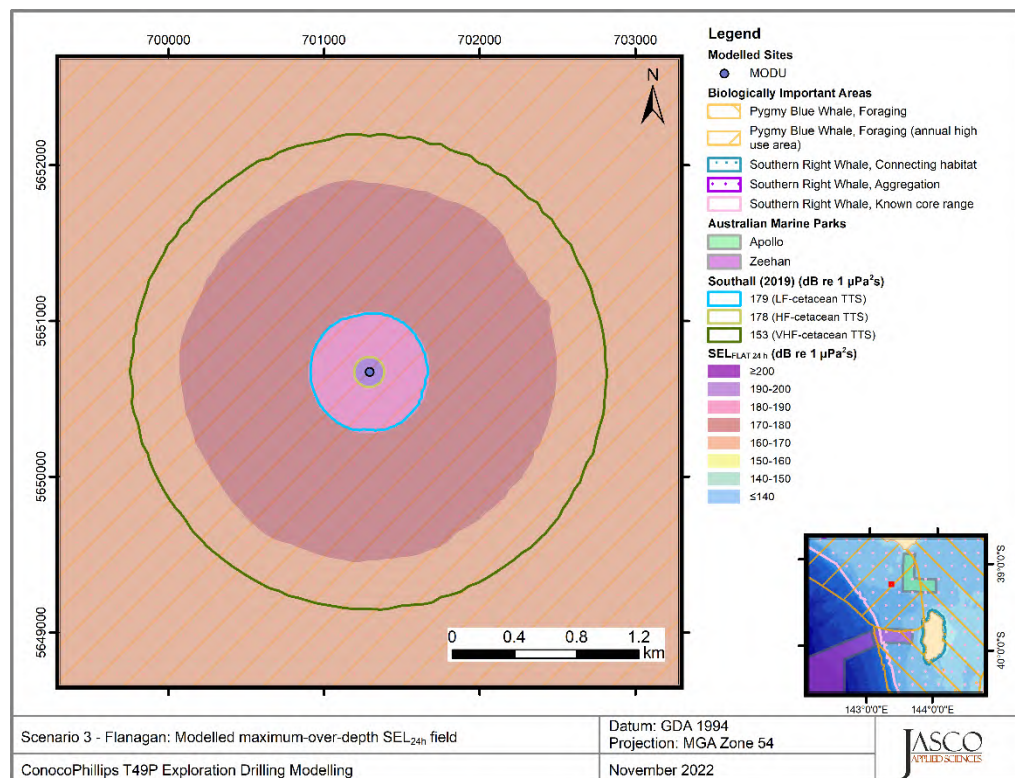 700000 701000 702000 703000
5652000
5651000
5650000
5649000
N
0 0.4 0.8 1.2
km
Legend
Modelled Sites
MODU
Biologically Important Areas
Pygmy Blue Whale, Foraging
Pygmy Blue Whale, Foraging (annual high
use area)
Southern Right Whale, Connecting habitat
Southern Right Whale, Aggregation
Southern Right Whale, Known core range
Australian Marine Parks
Apollo
Zeehan
Southall (2019) (dB re 1 µPa²s)
179 (LF-cetacean TTS)
178 (HF-cetacean TTS)
153 (VHF-cetacean TTS)
SELFLAT 24 h (dB re 1 µPa²s)
≥200
190-200
180-190
170-180
160-170
150-160
140-150
≤140
39°0'0"S
40°0'0"S
143°0'0"E 144°0'0"E
Scenario 3 - Flanagan: Modelled maximum-over-depth SEL24h field
ConocoPhillips T49P Exploration Drilling Modelling
Datum: GDA 1994
Projection: MGA Zone 54
November 2022
JASCO
APPLIED SCIENCES